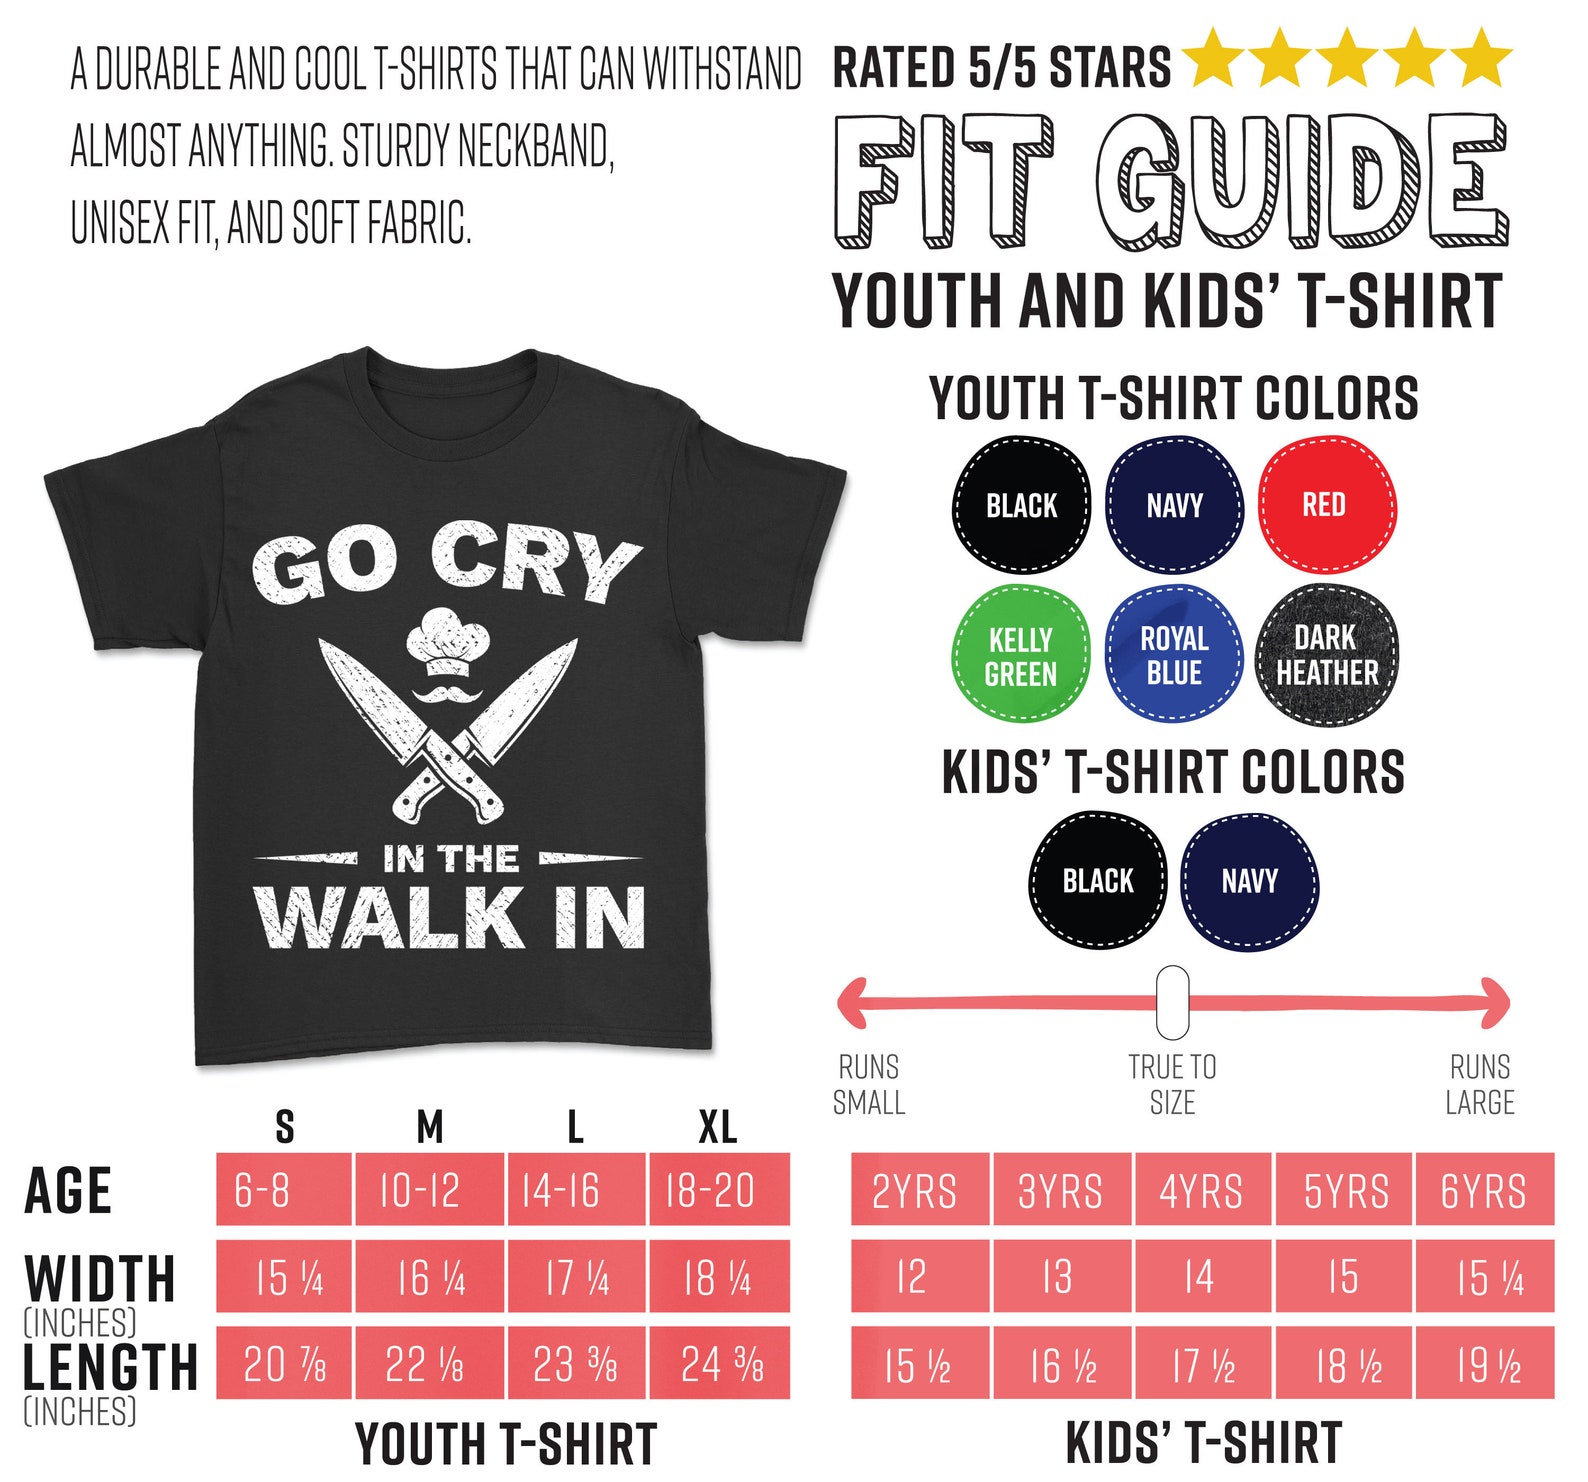 A DURABLE AND COOL T-SHIRTS THAT CAN WITHSTAND
ALMOST ANYTHING. STURDY NECKBAND,
UNISEX FIT, AND SOFT FABRIC.
RATED 5/5 STARS
FIT GUIDE
YOUTH AND KIDS' T-SHIRT
GO CRY
IN THE
WALK IN
YOUTH T-SHIRT COLORS
BLACK NAVY RED
KELLY GREEN ROYAL BLUE DARK HEATHER
KIDS' T-SHIRT COLORS
BLACK NAVY
RUNS SMALL TRUE TO SIZE RUNS LARGE
S M L XL
AGE 6-8 10-12 14-16 18-20
WIDTH (INCHES) 15 ¼ 16 ¼ 17 ¼ 18 ¼
LENGTH (INCHES) 20 ⅞ 22 ⅛ 23 ⅜ 24 ⅜
YOUTH T-SHIRT
2YRS 3YRS 4YRS 5YRS 6YRS
12 13 14 15 15 ¼
15 ½ 16 ½ 17 ½ 18 ½ 19 ½
KIDS' T-SHIRT